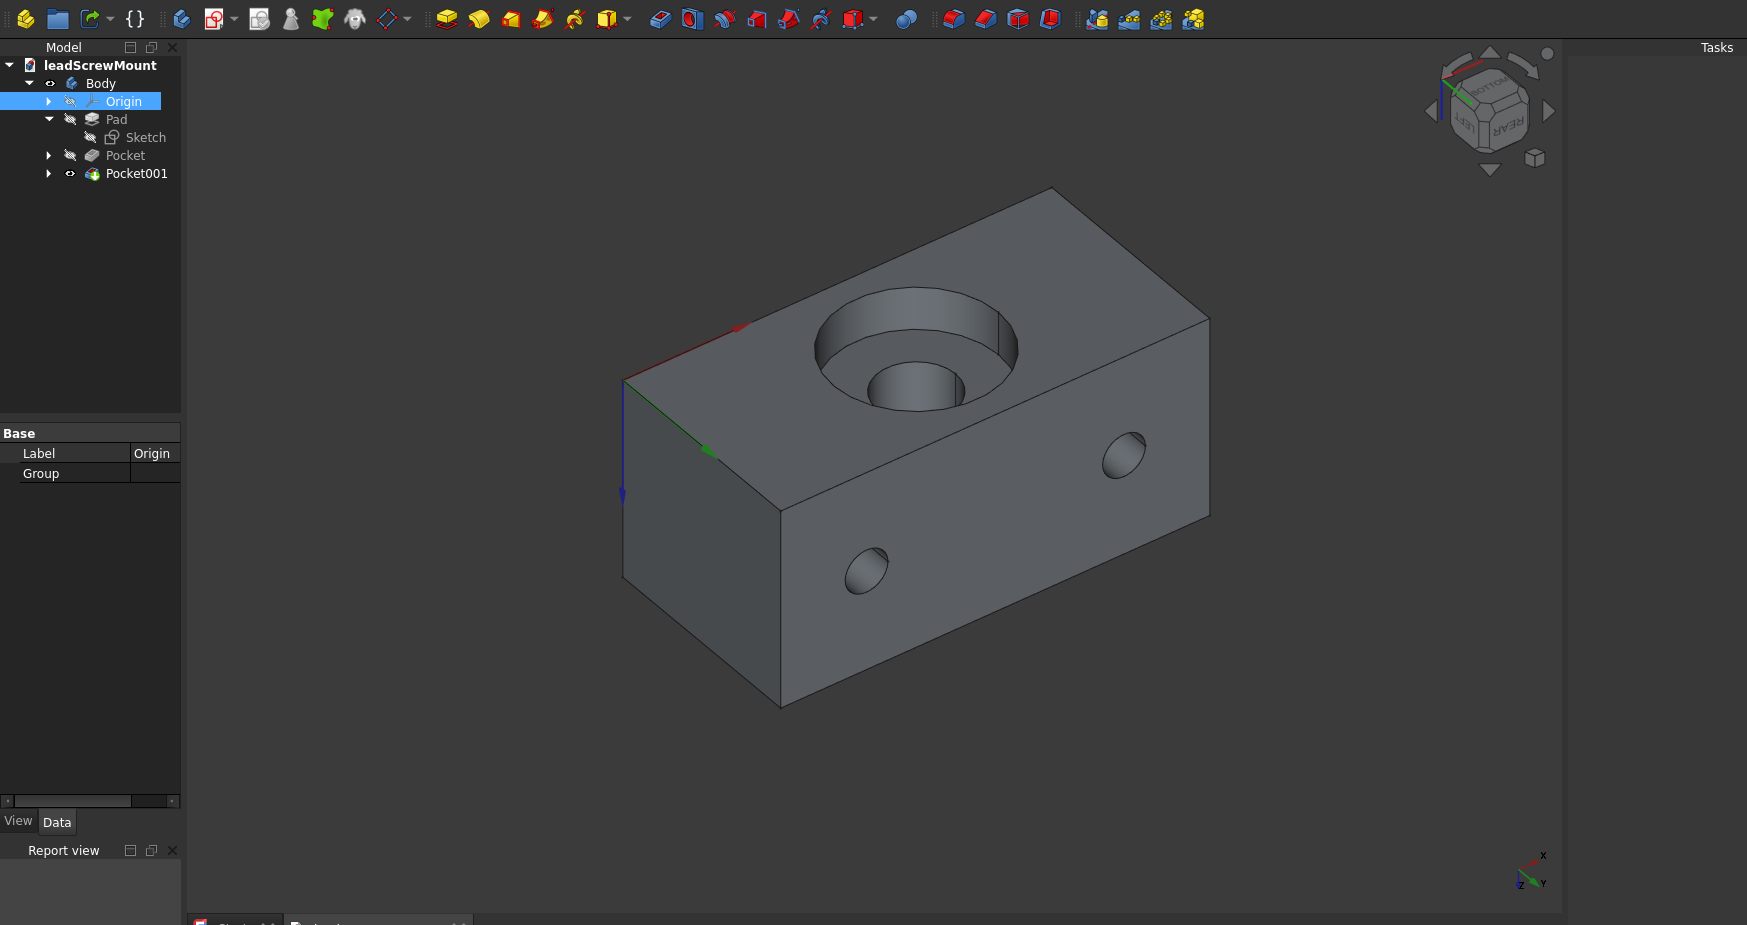 Model
Tasks
leadScrewMount
Body
Origin
Pad
Sketch
Pocket
Pocket001
BOTTOM
LEFT
REAR
Base
Label Origin
Group
View Data
Report view
X
Z Y